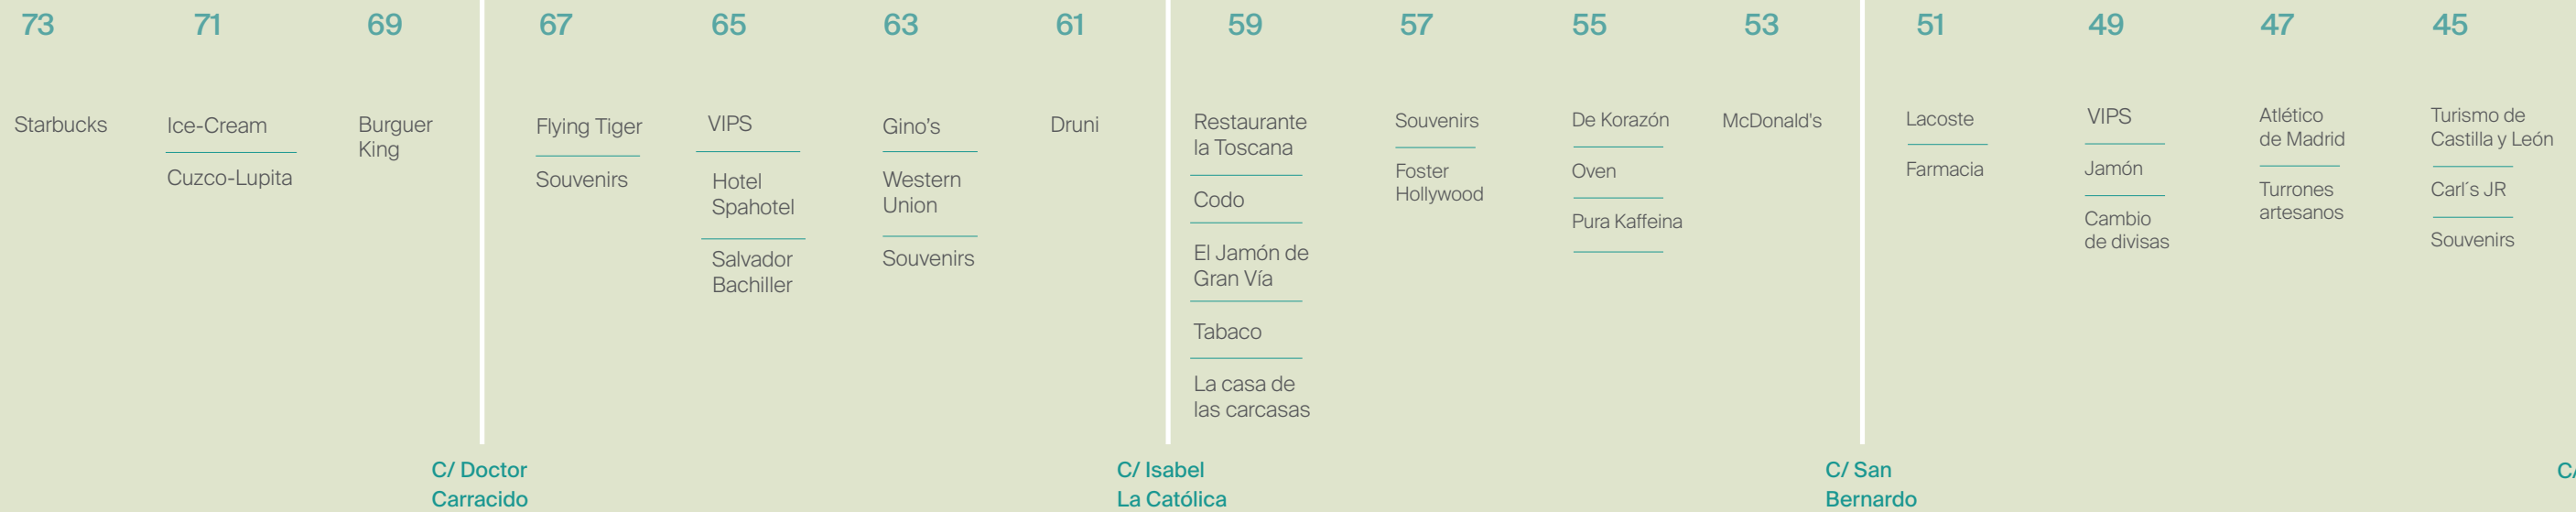 73
Starbucks
71
Ice-Cream
Cuzco-Lupita
69
Burguer
King
C/ Doctor
Carracido
67
Flying Tiger
Souvenirs
65
VIPS
Hotel
Spahotel
Salvador
Bachiller
63
Gino's
Western
Union
Souvenirs
61
Druni
C/ Isabel
La Católica
59
Restaurante
la Toscana
Codo
El Jamón de
Gran Vía
Tabaco
La casa de
las carcasas
57
Souvenirs
Foster
Hollywood
55
De Korazón
Oven
Pura Kaffeina
53
McDonald's
C/ San
Bernardo
51
Lacoste
Farmacia
49
VIPS
Jamón
Cambio
de divisas
47
Atlético
de Madrid
Turrones
artesanos
45
Turismo de
Castilla y León
Carl´s JR
Souvenirs